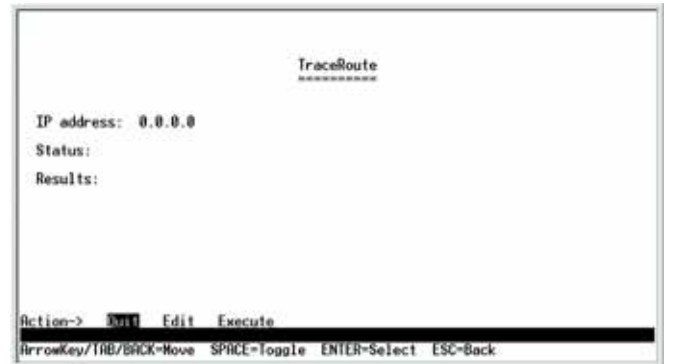 TraceRoute
==========
IP address: 0.0.0.0
Status:
Results:
Action-> Quit Edit Execute
ArrowKey/TAB/BACK=Move SPACE=Toggle ENTER=Select ESC=Back